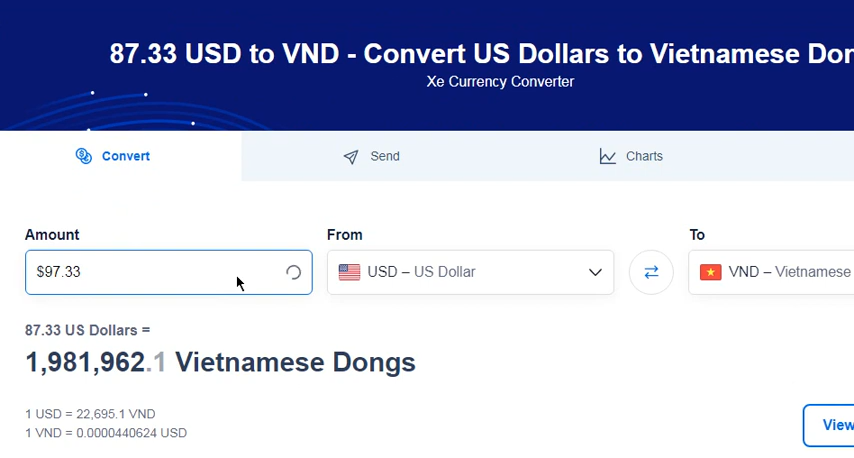 87.33 USD to VND - Convert US Dollars to Vietnamese Don
Xe Currency Converter
Convert
Send
Charts
Amount
From
To
$97.33
USD – US Dollar
VND – Vietnamese
87.33 US Dollars =
1,981,962.1 Vietnamese Dongs
1 USD = 22,695.1 VND
1 VND = 0.0000440624 USD
View